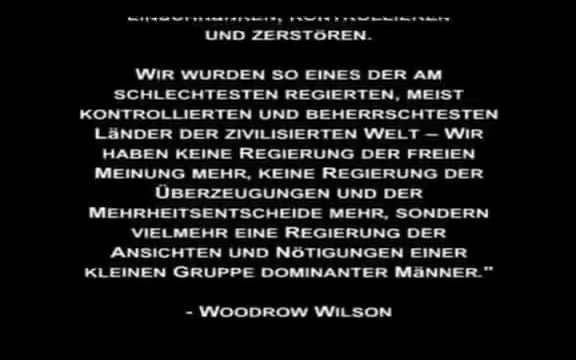 EINSCHRÄNKEN, KONTROLLIEREN
UND ZERSTÖREN.
WIR WURDEN SO EINES DER AM
SCHLECHTESTEN REGIERTEN, MEIST
KONTROLLIERTEN UND BEHERRSCHTESTEN
LÄNDER DER ZIVILISIERTEN WELT – WIR
HABEN KEINE REGIERUNG DER FREIEN
MEINUNG MEHR, KEINE REGIERUNG DER
ÜBERZEUGUNGEN UND DER
MEHRHEITSENTSCHEIDE MEHR, SONDERN
VIELMEHR EINE REGIERUNG DER
ANSICHTEN UND NÖTIGUNGEN EINER
KLEINEN GRUPPE DOMINANTER MÄNNER."
- WOODROW WILSON